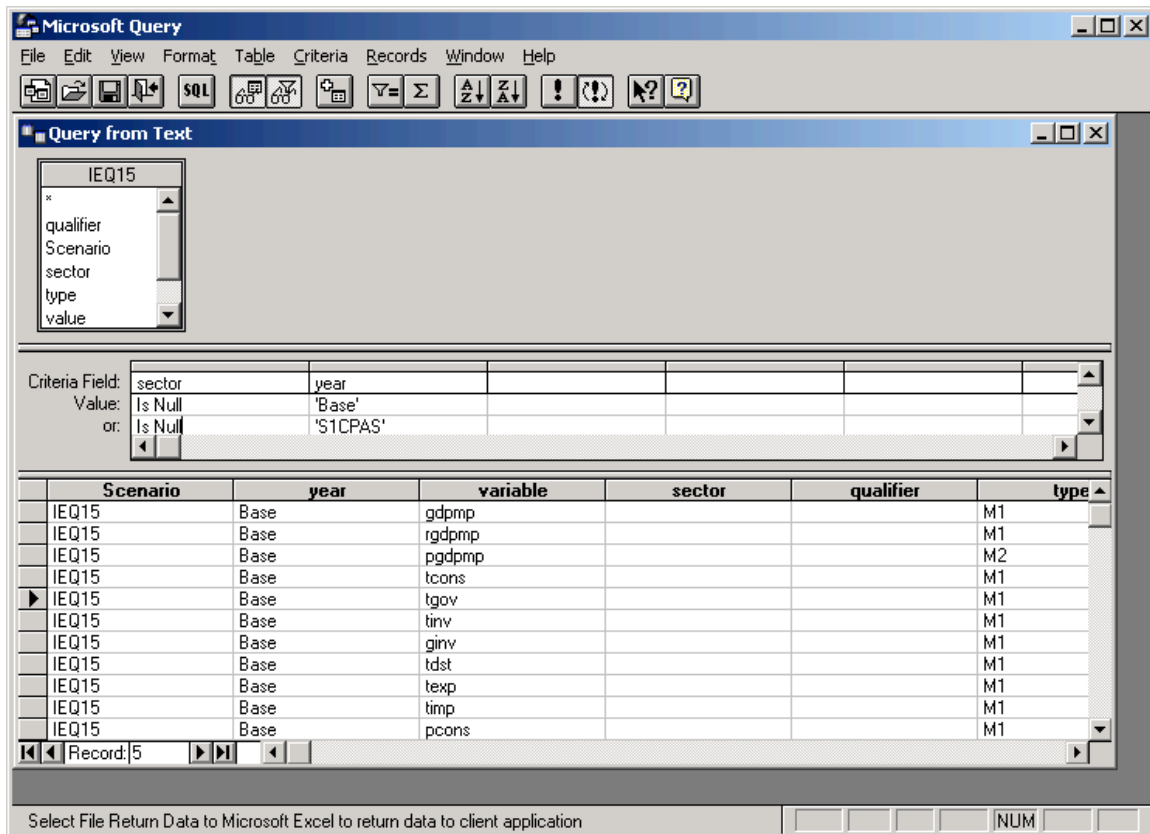 Microsoft Query
File Edit View Format Table Criteria Records Window Help
SQL
Query from Text
IEQ15
*
qualifier
Scenario
sector
type
value
Criteria Field: sector year
Value: Is Null 'Base'
or: Is Null 'S1CPAS'
Scenario year variable sector qualifier type
IEQ15 Base gdpmp M1
IEQ15 Base rgdpmp M1
IEQ15 Base pgdpmp M2
IEQ15 Base tcons M1
IEQ15 Base tgov M1
IEQ15 Base tinv M1
IEQ15 Base ginv M1
IEQ15 Base tdst M1
IEQ15 Base texp M1
IEQ15 Base timp M1
IEQ15 Base pcons M1
Record: 5
Select File Return Data to Microsoft Excel to return data to client application NUM